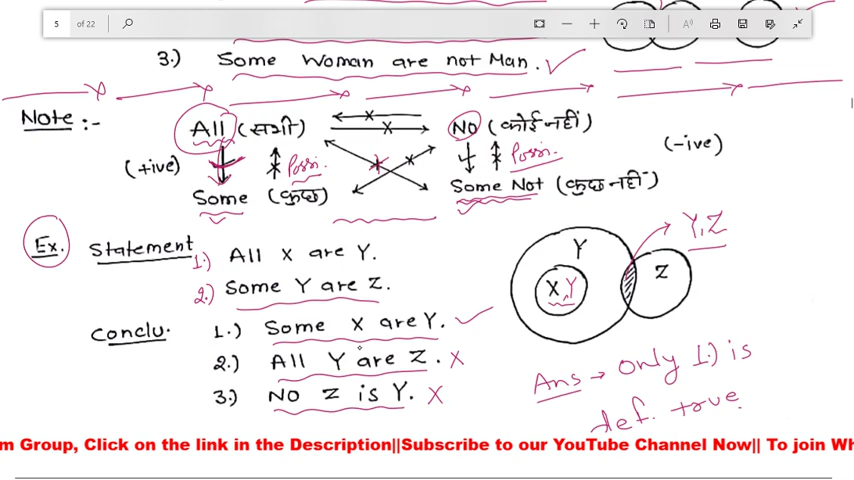 5 of 22
3.) Some Woman are not Man.
Note :-
All (सभी)
No (कोई नहीं)
(+ive)
Possi.
Possi.
(-ive)
Some (कुछ)
Some Not (कुछ नहीं)
Ex.
Statement
1.) All X are Y.
2.) Some Y are Z.
Y
X, Y
Z
Y, Z
Conclu.
1.) Some X are Y.
2.) All Y are Z. X
3.) No Z is Y. X
Ans → Only 1.) is
def. true.
m Group, Click on the link in the Description||Subscribe to our YouTube Channel Now|| To join Wh